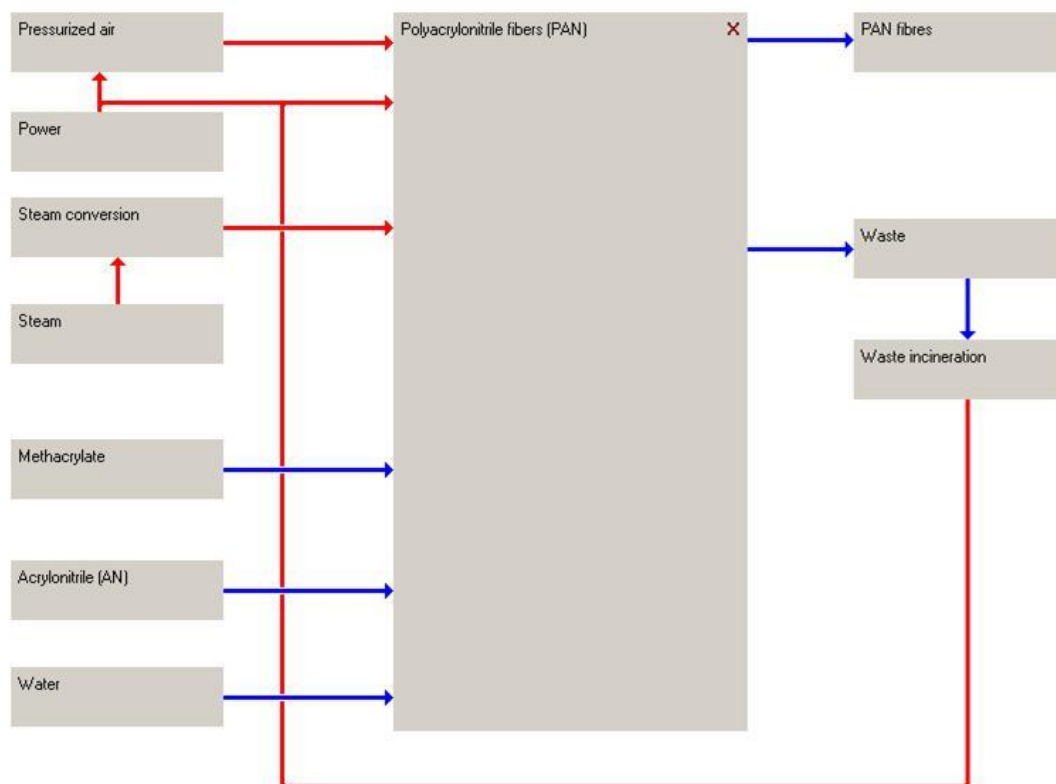 Pressurized air
Polyacrylonitrile fibers (PAN)
X
PAN fibres
Power
Steam conversion
Waste
Steam
Waste incineration
Methacrylate
Acrylonitrile (AN)
Water